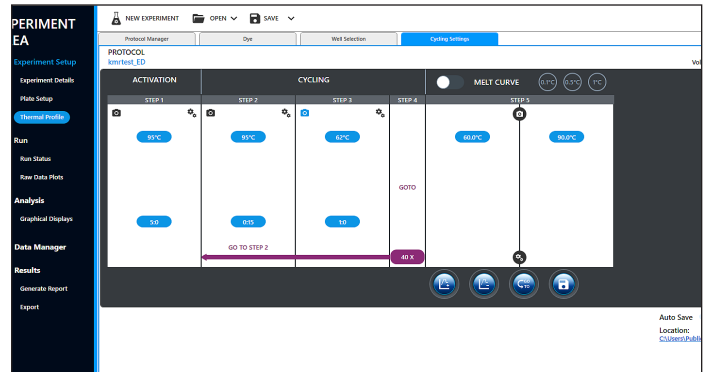 PERIMENT
EA
Experiment Setup
Experiment Details
Plate Setup
Thermal Profile
Run
Run Status
Raw Data Plots
Analysis
Graphical Displays
Data Manager
Results
Generate Report
Export
NEW EXPERIMENT OPEN SAVE
Protocol Manager Dye Well Selection Cycling Settings
PROTOCOL
kmrtest_ED
Vol
ACTIVATION CYCLING MELT CURVE 0.1°C 0.5°C 1°C
STEP 1 STEP 2 STEP 3 STEP 4 STEP 5
95°C 95°C 62°C 60.0°C 90.0°C
GOTO
5:0 0:15 1:0
GO TO STEP 2
40 X
GO TO
Auto Save
Location:
C:\Users\Public